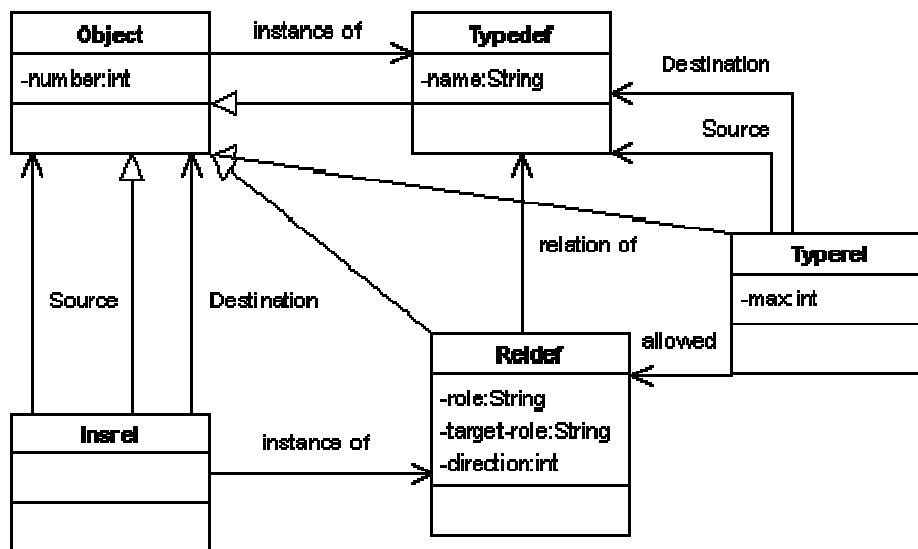 Object
-number:int
instance of
Typedef
-name:String
Destination
Source
relation of
Typerel
-max:int
Source
Destination
allowed
Reldef
-role:String
-target-role:String
-direction:int
Insrel
instance of